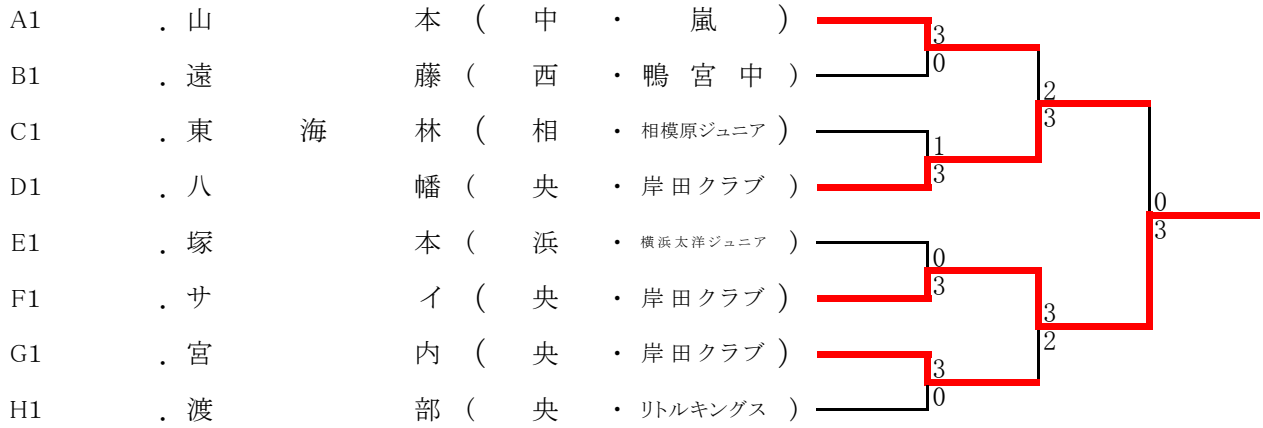 A1 . 山本 ( 中 ・ 嵐 )
3
0
B1 . 遠藤 ( 西 ・ 鴨宮中 )
2
3
C1 . 東海林 ( 相 ・ 相模原ジュニア )
1
3
D1 . 八幡 ( 央 ・ 岸田クラブ )
0
3
E1 . 塚本 ( 浜 ・ 横浜太洋ジュニア )
0
3
F1 . サイ ( 央 ・ 岸田クラブ )
3
2
G1 . 宮内 ( 央 ・ 岸田クラブ )
3
0
H1 . 渡部 ( 央 ・ リトルキングス )